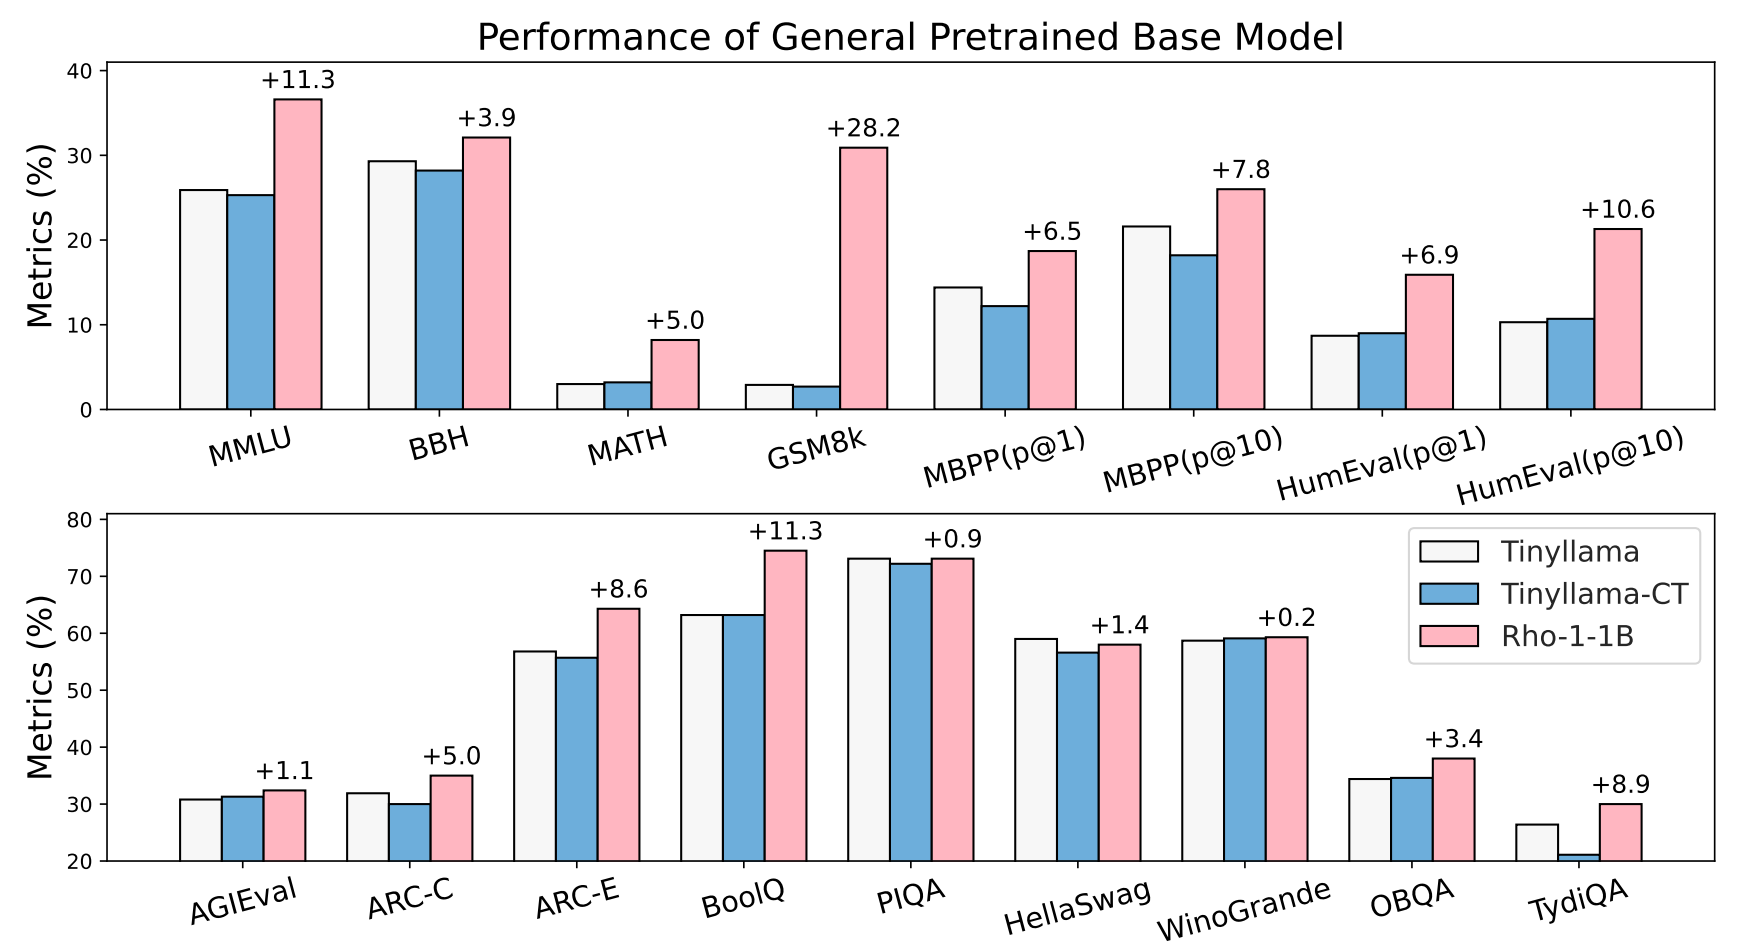 Performance of General Pretrained Base Model
Metrics (%)
40
30
20
10
0
+11.3
+3.9
+5.0
+28.2
+6.5
+7.8
+6.9
+10.6
MMLU
BBH
MATH
GSM8k
MBPP(p@1)
MBPP(p@10)
HumEval(p@1)
HumEval(p@10)
Metrics (%)
80
70
60
50
40
30
20
+1.1
+5.0
+8.6
+11.3
+0.9
+1.4
+0.2
+3.4
+8.9
Tinyllama
Tinyllama-CT
Rho-1-1B
AGIEval
ARC-C
ARC-E
BoolQ
PIQA
HellaSwag
WinoGrande
OBQA
TydiQA